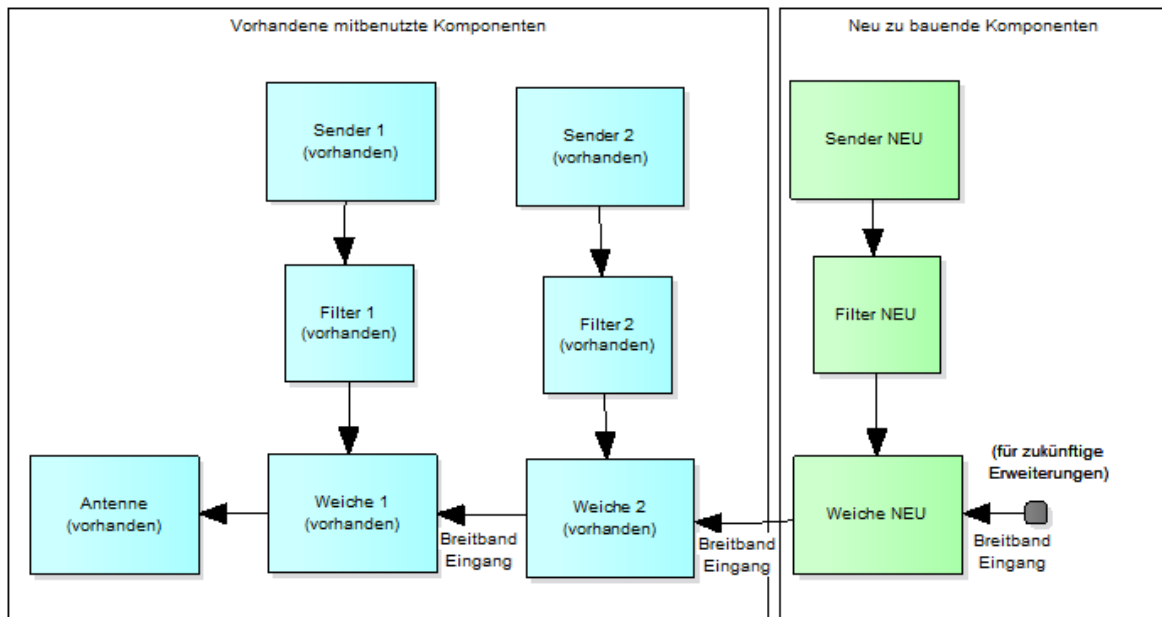 Vorhandene mitbenutzte Komponenten
Neu zu bauende Komponenten
Sender 1
(vorhanden)
Sender 2
(vorhanden)
Sender NEU
Filter 1
(vorhanden)
Filter 2
(vorhanden)
Filter NEU
Antenne
(vorhanden)
Weiche 1
(vorhanden)
Breitband
Eingang
Weiche 2
(vorhanden)
Breitband
Eingang
Weiche NEU
(für zukünftige
Erweiterungen)
Breitband
Eingang